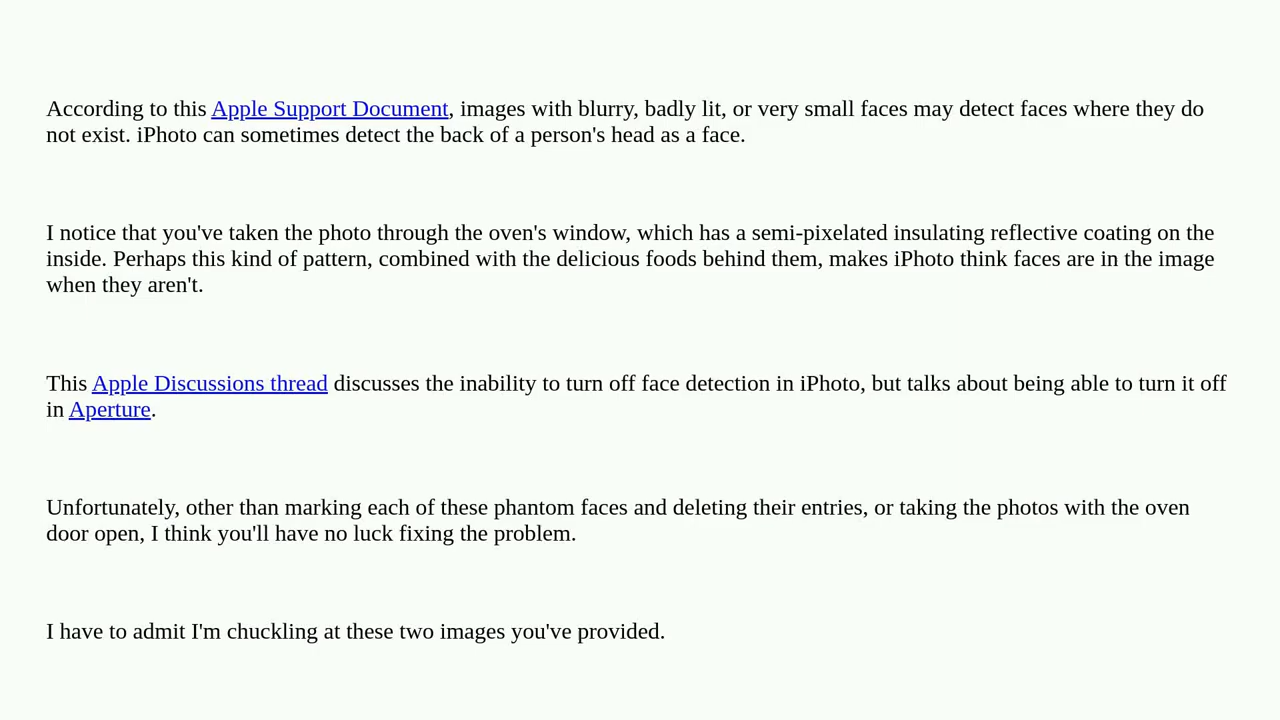 According to this Apple Support Document, images with blurry, badly lit, or very small faces may detect faces where they do
not exist. iPhoto can sometimes detect the back of a person's head as a face.
I notice that you've taken the photo through the oven's window, which has a semi-pixelated insulating reflective coating on the
inside. Perhaps this kind of pattern, combined with the delicious foods behind them, makes iPhoto think faces are in the image
when they aren't.
This Apple Discussions thread discusses the inability to turn off face detection in iPhoto, but talks about being able to turn it off
in Aperture.
Unfortunately, other than marking each of these phantom faces and deleting their entries, or taking the photos with the oven
door open, I think you'll have no luck fixing the problem.
I have to admit I'm chuckling at these two images you've provided.